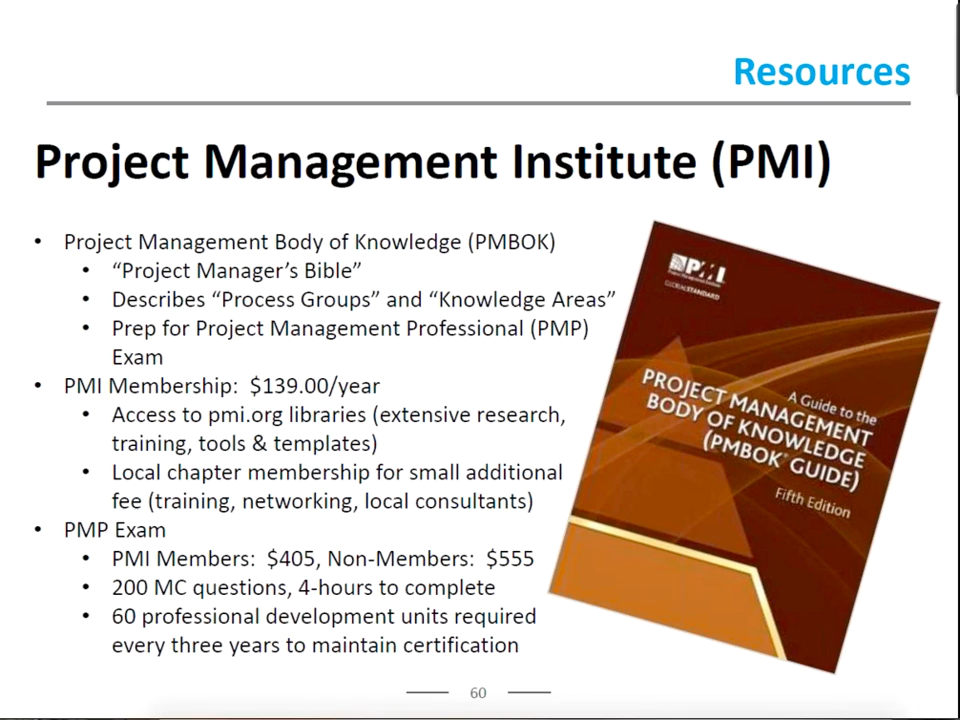 Resources
Project Management Institute (PMI)
• Project Management Body of Knowledge (PMBOK)
• “Project Manager’s Bible”
• Describes “Process Groups” and “Knowledge Areas”
• Prep for Project Management Professional (PMP)
Exam
• PMI Membership: $139.00/year
• Access to pmi.org libraries (extensive research,
training, tools & templates)
• Local chapter membership for small additional
fee (training, networking, local consultants)
• PMP Exam
• PMI Members: $405, Non-Members: $555
• 200 MC questions, 4-hours to complete
• 60 professional development units required
every three years to maintain certification
PMI
GLOBALSTANDARD
A Guide to the
PROJECT MANAGEMENT
BODY OF KNOWLEDGE
(PMBOK® GUIDE)
Fifth Edition
60